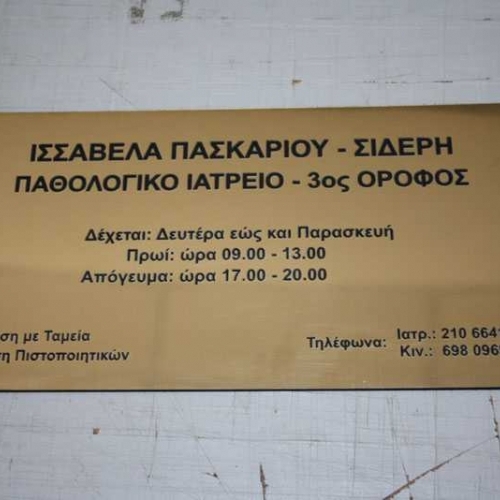 ΙΣΣΑΒΕΛΑ ΠΑΣΚΑΡΙΟΥ - ΣΙΔΕΡΗ
ΠΑΘΟΛΟΓΙΚΟ ΙΑΤΡΕΙΟ - 3ος ΟΡΟΦΟΣ
Δέχεται: Δευτέρα εώς και Παρασκευή
Πρωί: ώρα 09.00 - 13.00
Απόγευμα: ώρα 17.00 - 20.00
με Ταμεία
Πιστοποιητικών
Τηλέφωνα:
Ιατρ.: 210
Κιν.: 698